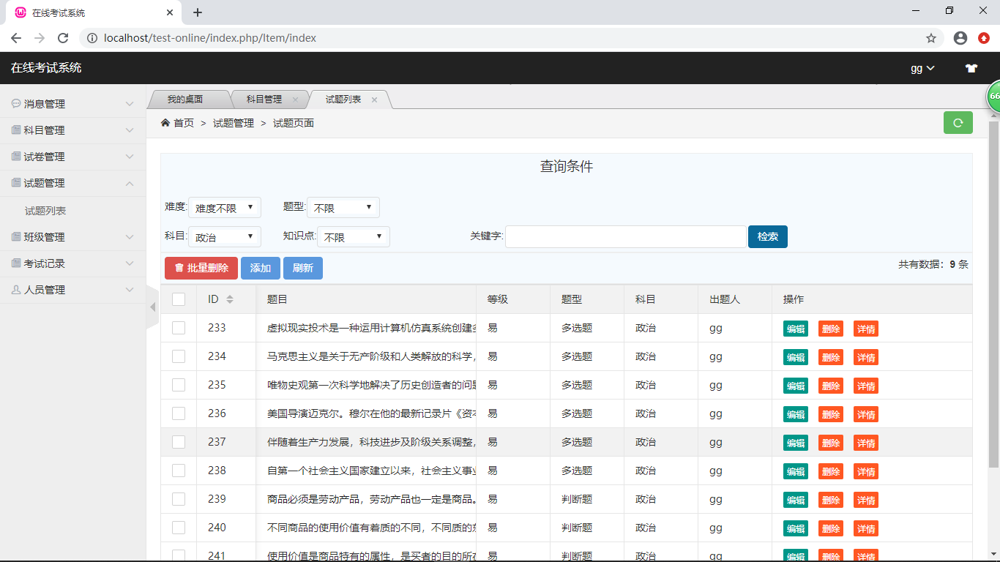 在线考试系统
localhost/test-online/index.php/Item/index
在线考试系统 gg
消息管理
科目管理
试卷管理
试题管理
试题列表
班级管理
考试记录
人员管理
我的桌面 科目管理 试题列表
66
首页 > 试题管理 > 试题页面
查询条件
难度: 难度不限 题型: 不限
科目: 政治 知识点: 不限 关键字: 检索
批量删除 添加 刷新 共有数据：9 条
ID 题目 等级 题型 科目 出题人 操作
233 虚拟现实投术是一种运用计算机仿真系统创建多 易 多选题 政治 gg 编辑 删除 详情
234 马克思主义是关于无产阶级和人类解放的科学， 易 多选题 政治 gg 编辑 删除 详情
235 唯物史观第一次科学地解决了历史创造者的问题 易 多选题 政治 gg 编辑 删除 详情
236 美国导演迈克尔。穆尔在他的最新记录片《资本 易 多选题 政治 gg 编辑 删除 详情
237 伴随着生产力发展，科技进步及阶级关系调整， 易 多选题 政治 gg 编辑 删除 详情
238 自第一个社会主义国家建立以来，社会主义事业 易 多选题 政治 gg 编辑 删除 详情
239 商品必须是劳动产品，劳动产品也一定是商品。 易 判断题 政治 gg 编辑 删除 详情
240 不同商品的使用价值有着质的不同，不同质的 易 判断题 政治 gg 编辑 删除 详情
241 使用价值是商品特有的属性，是买者的目的所在 易 判断题 政治 gg 编辑 删除 详情